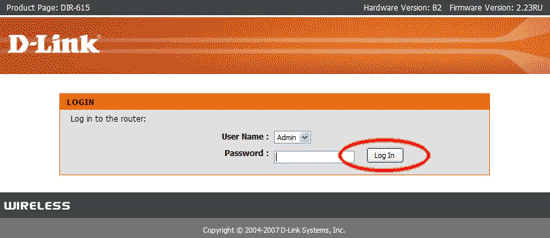 Product Page: DIR-615 Hardware Version: B2 Firmware Version: 2.23RU
D-Link
LOGIN
Log in to the router:
User Name : Admin
Password : Log In
WIRELESS
Copyright © 2004-2007 D-Link Systems, Inc.